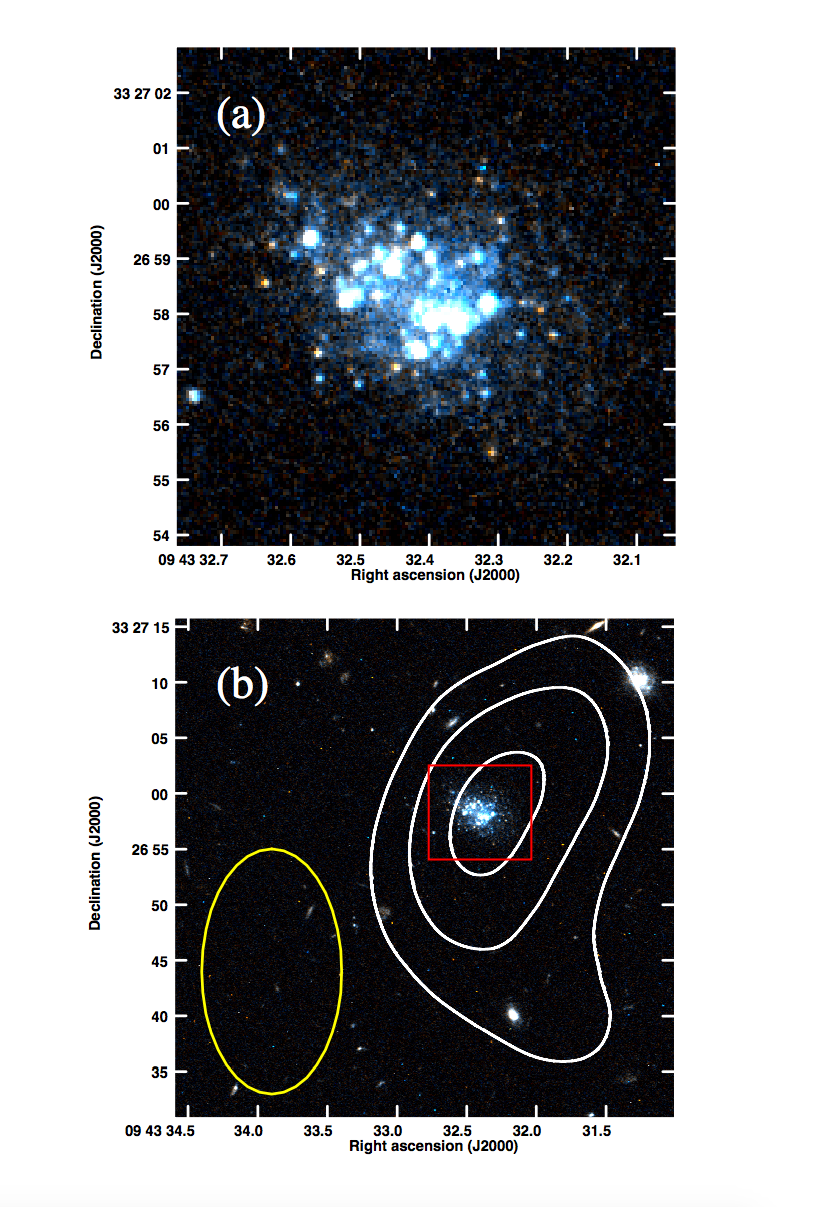 (a)
33 27 02
01
00
26 59
58
57
56
55
54
Declination (J2000)
09 43 32.7 32.6 32.5 32.4 32.3 32.2 32.1
Right ascension (J2000)
(b)
33 27 15
10
05
00
26 55
50
45
40
35
Declination (J2000)
09 43 34.5 34.0 33.5 33.0 32.5 32.0 31.5
Right ascension (J2000)